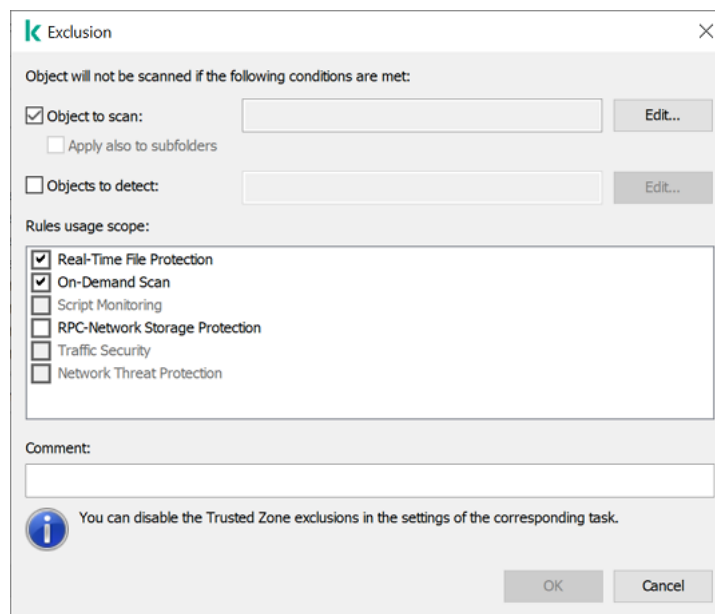 Exclusion
Object will not be scanned if the following conditions are met:
Object to scan: Edit...
Apply also to subfolders
Objects to detect: Edit...
Rules usage scope:
Real-Time File Protection
On-Demand Scan
Script Monitoring
RPC-Network Storage Protection
Traffic Security
Network Threat Protection
Comment:
You can disable the Trusted Zone exclusions in the settings of the corresponding task.
OK Cancel